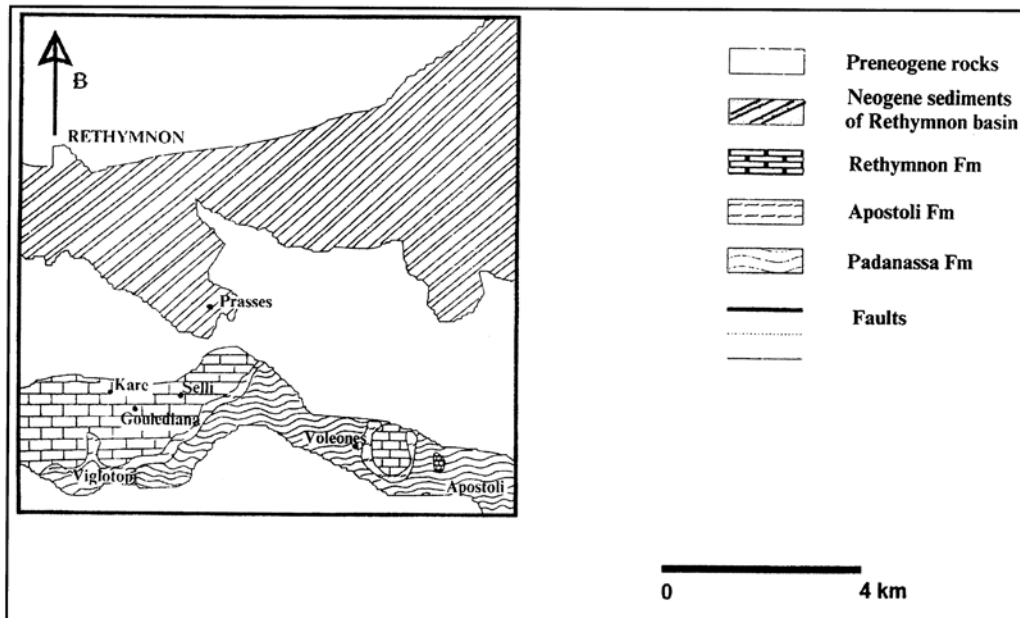 B
RETHYMNON
Prasses
Kare
Selli
Goulediana
Voleones
Viglotopi
Apostoli
Preneogene rocks
Neogene sediments
of Rethymnon basin
Rethymnon Fm
Apostoli Fm
Padanassa Fm
Faults
0 4 km